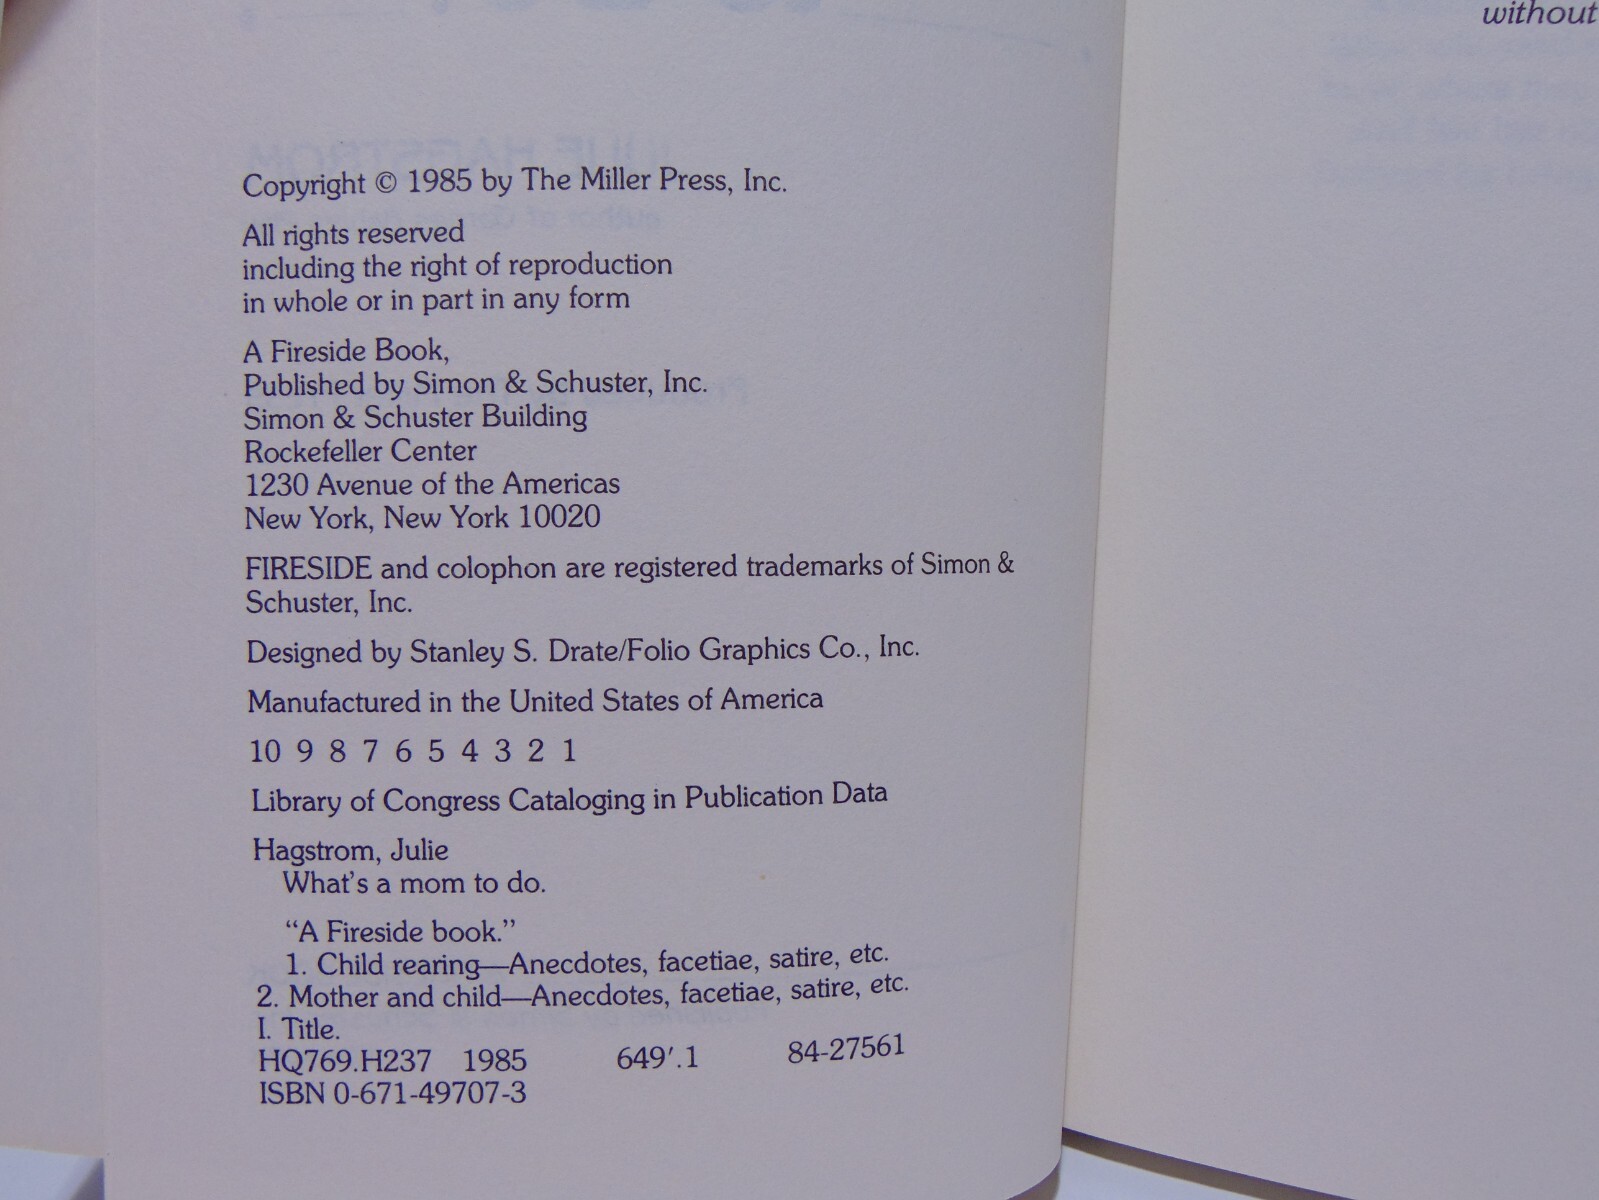 Copyright © 1985 by The Miller Press, Inc.
All rights reserved
including the right of reproduction
in whole or in part in any form
A Fireside Book,
Published by Simon & Schuster, Inc.
Simon & Schuster Building
Rockefeller Center
1230 Avenue of the Americas
New York, New York 10020
FIRESIDE and colophon are registered trademarks of Simon &
Schuster, Inc.
Designed by Stanley S. Drate/Folio Graphics Co., Inc.
Manufactured in the United States of America
10 9 8 7 6 5 4 3 2 1
Library of Congress Cataloging in Publication Data
Hagstrom, Julie
What's a mom to do.
“A Fireside book.”
1. Child rearing—Anecdotes, facetiae, satire, etc.
2. Mother and child—Anecdotes, facetiae, satire, etc.
I. Title.
HQ769.H237 1985 649′.1 84-27561
ISBN 0-671-49707-3
without